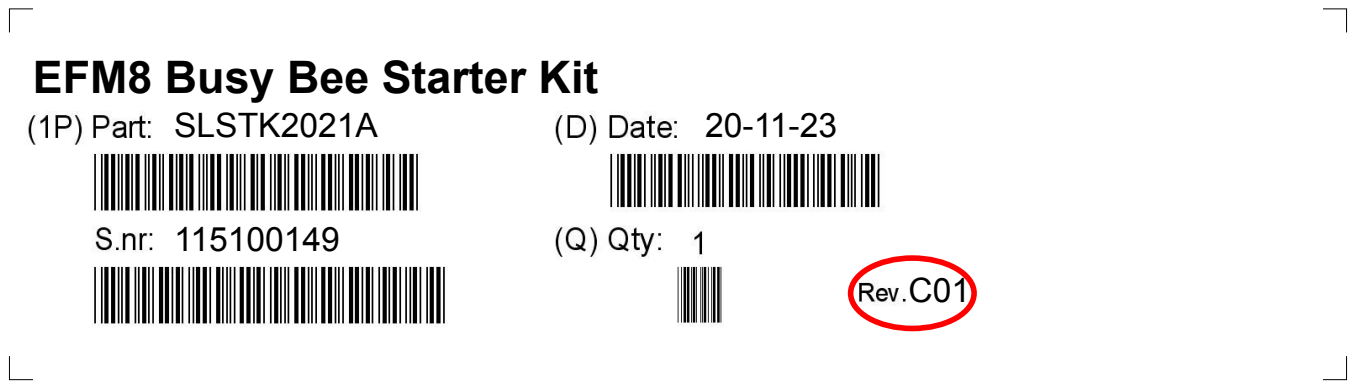 EFM8 Busy Bee Starter Kit
(1P) Part: SLSTK2021A (D) Date: 20-11-23
S.nr: 115100149 (Q) Qty: 1
Rev.C01